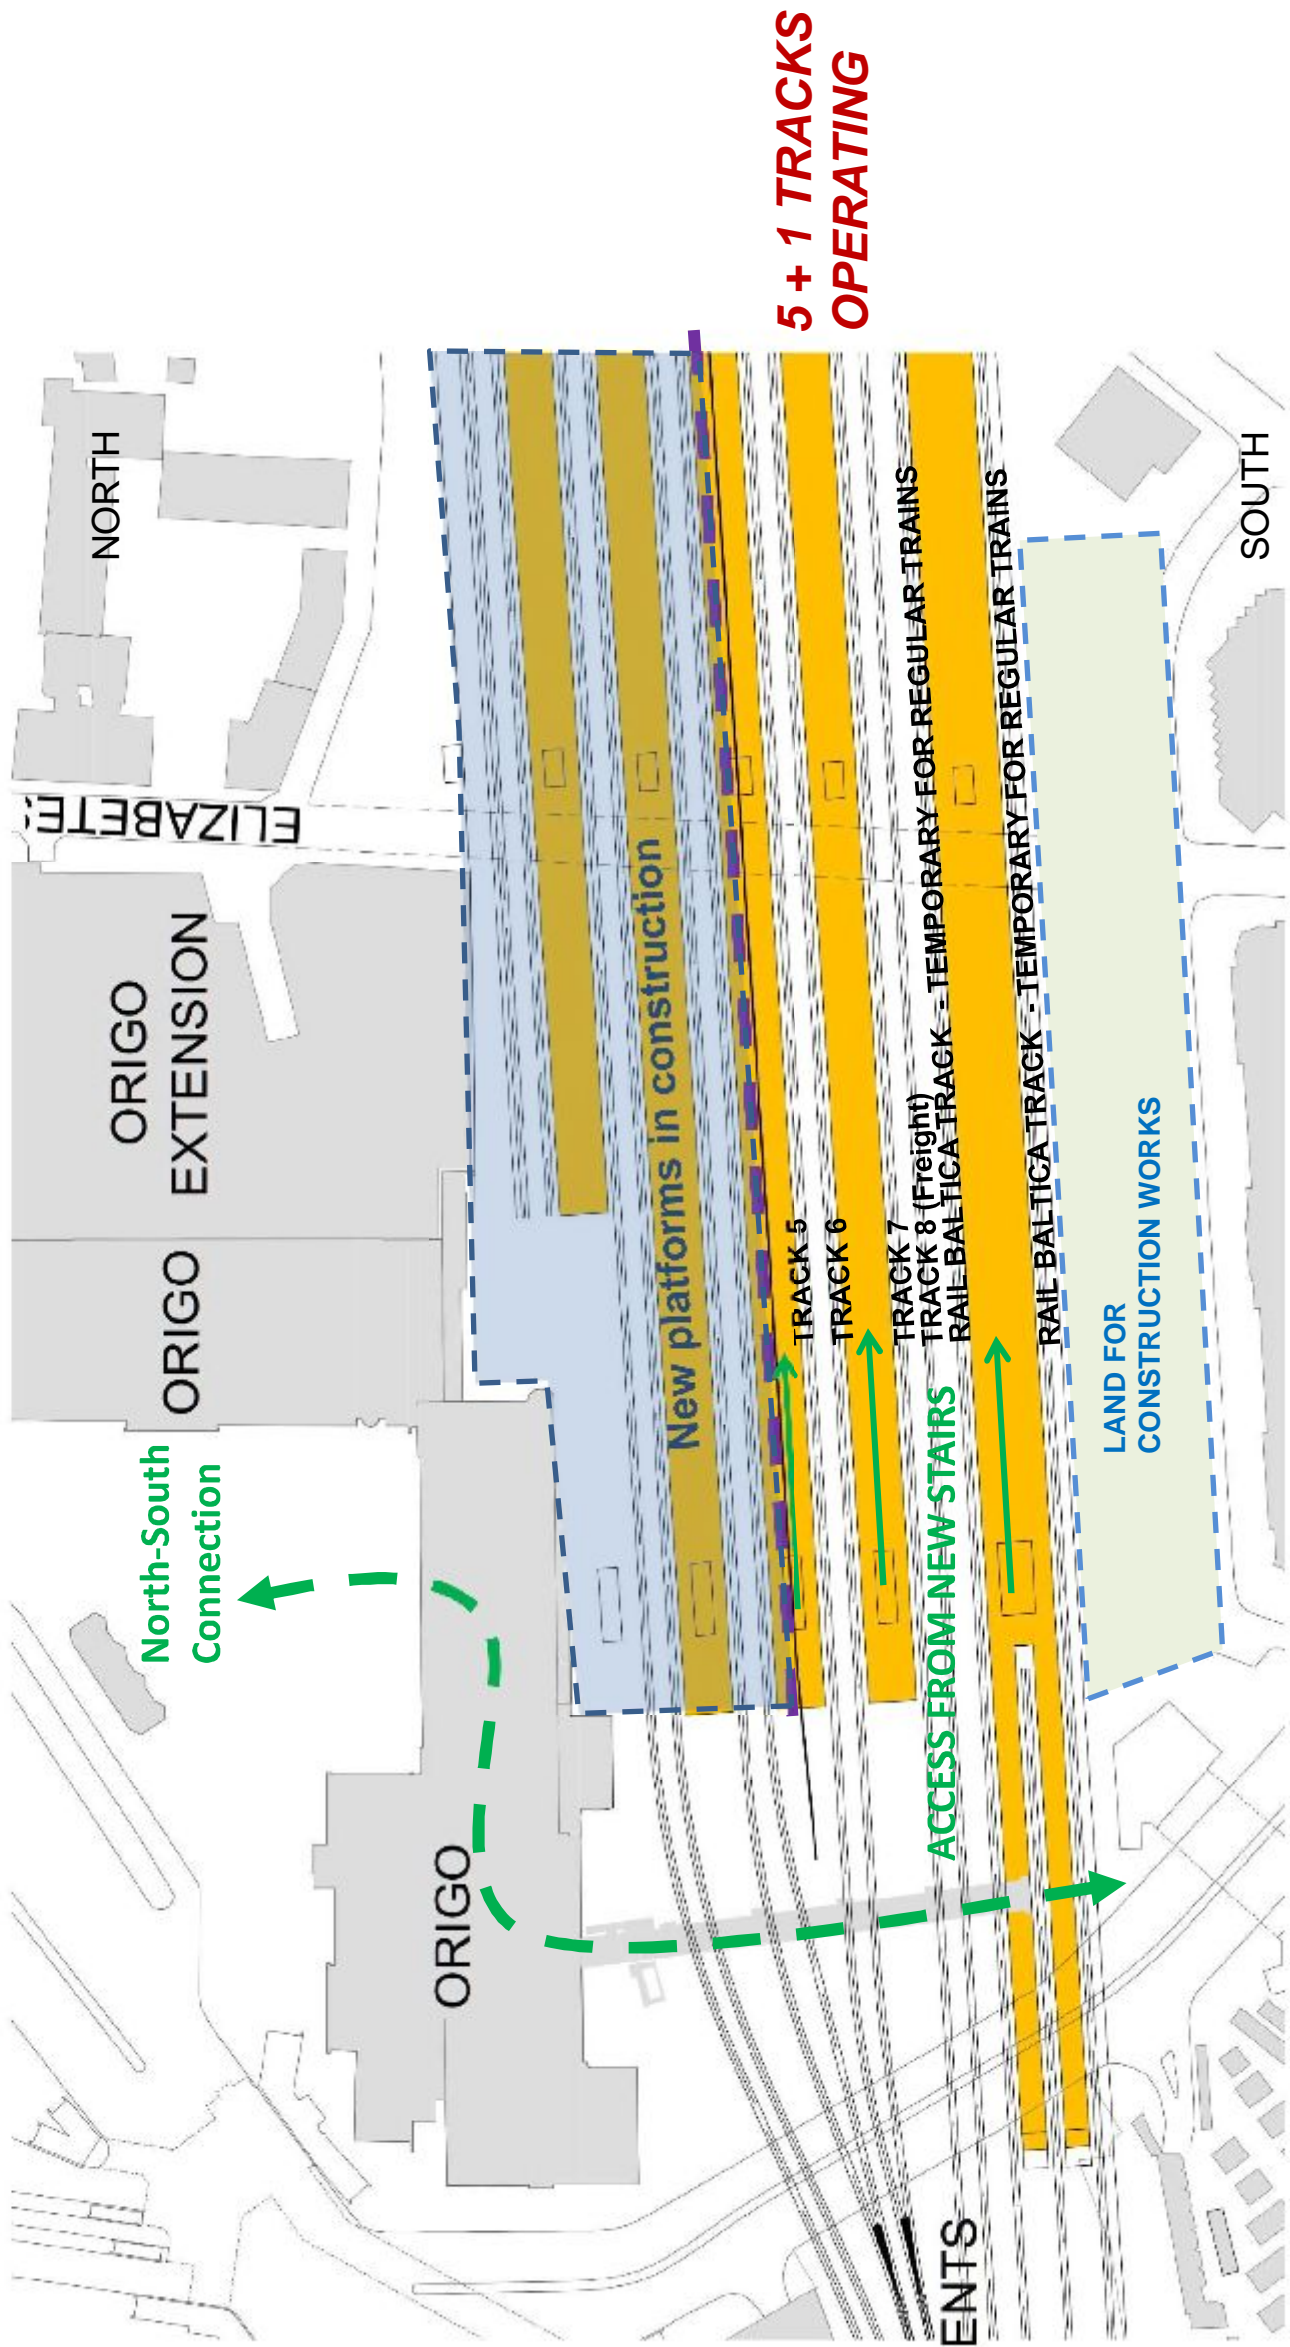 NORTH
ELIZABETES
ORIGO
EXTENSION
ORIGO
North-South
Connection
ORIGO
New platforms in construction
5 + 1 TRACKS
OPERATING
TRACK 5
TRACK 6
TRACK 7
TRACK 8 (Freight)
RAIL BALTICA TRACK - TEMPORARY FOR REGULAR TRAINS
RAIL BALTICA TRACK - TEMPORARY FOR REGULAR TRAINS
ACCESS FROM NEW STAIRS
LAND FOR
CONSTRUCTION WORKS
SOUTH
ENTS